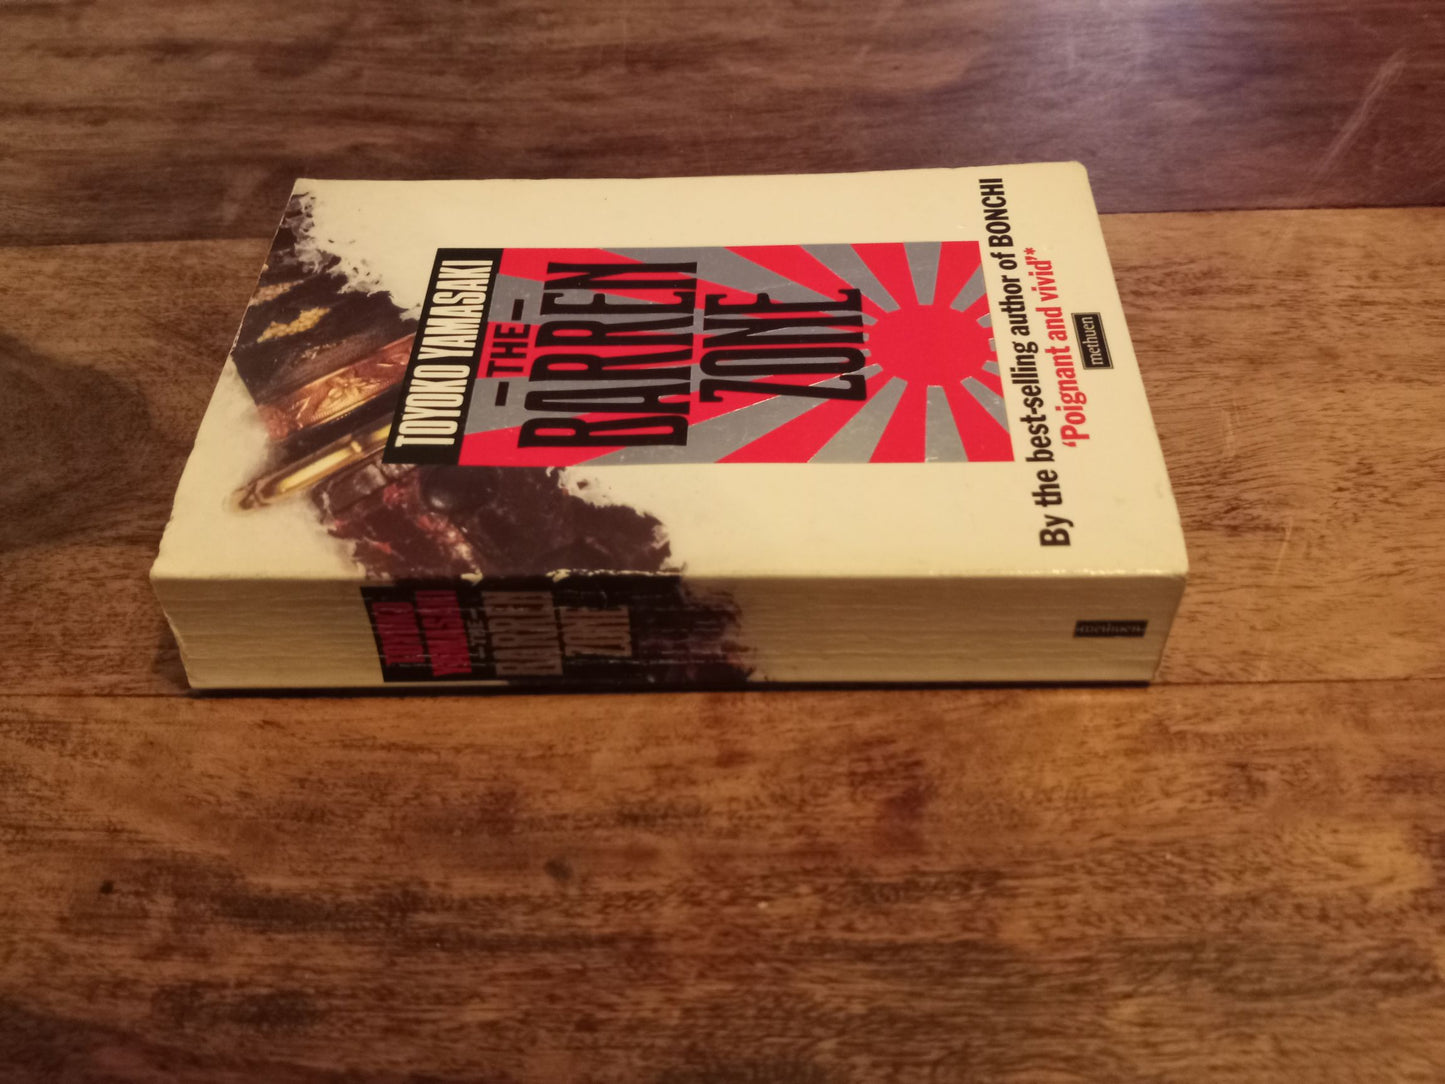 TOYOKO YAMASAKI
THE
BARREN
ZONE
By the best-selling author of BONCHI
'Poignant and vivid'*
methuen
TOYOKO
YAMASAKI
THE
BARREN
ZONE
methuen